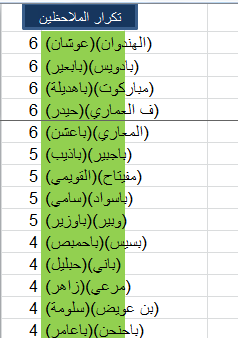 تكرار الملاحظين
(الهندوان)(عوشان) 6
(بادويس)(بابعير) 6
(مباركوت)(باهديلة) 6
(ف العماري)(حيدر) 6
(المعاري)(باعشن) 6
(باجبير)(باذيب) 5
(مفيتاح)(القويمي) 5
(باسواد)(سامي) 5
(وبير)(باوزير) 5
(بسيس)(باحميص) 4
(باني)(حبليل) 4
(مرعي)(زاهر) 4
(بن عويض)(سلومة) 4
(باجنحن)(باعامر) 4